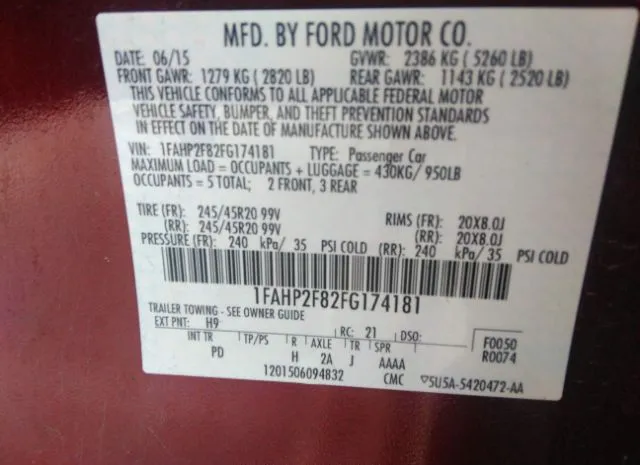 MFD. BY FORD MOTOR CO.
DATE: 06/15 GVWR: 2386 KG ( 5260 LB)
FRONT GAWR: 1279 KG ( 2820 LB) REAR GAWR: 1143 KG ( 2520 LB)
THIS VEHICLE CONFORMS TO ALL APPLICABLE FEDERAL MOTOR
VEHICLE SAFETY, BUMPER, AND THEFT PREVENTION STANDARDS
IN EFFECT ON THE DATE OF MANUFACTURE SHOWN ABOVE.
VIN: 1FAHP2F82FG174181 TYPE: Passenger Car
MAXIMUM LOAD = OCCUPANTS + LUGGAGE = 430KG/ 950LB
OCCUPANTS = 5 TOTAL; 2 FRONT, 3 REAR
TIRE (FR): 245/45R20 99V RIMS (FR): 20X8.0J
(RR): 245/45R20 99V (RR): 20X8.0J
PRESSURE (FR): 240 kPa/ 35 PSI COLD (RR): 240 kPa/ 35 PSI COLD
1FAHP2F82FG174181
TRAILER TOWING - SEE OWNER GUIDE
EXT PNT: H9 RC: 21 DSO: F0050
INT TR TP/PS R AXLE TR SPR R0074
PD H 2A J AAAA
1201506094832 CMC 5U5A-5420472-AA